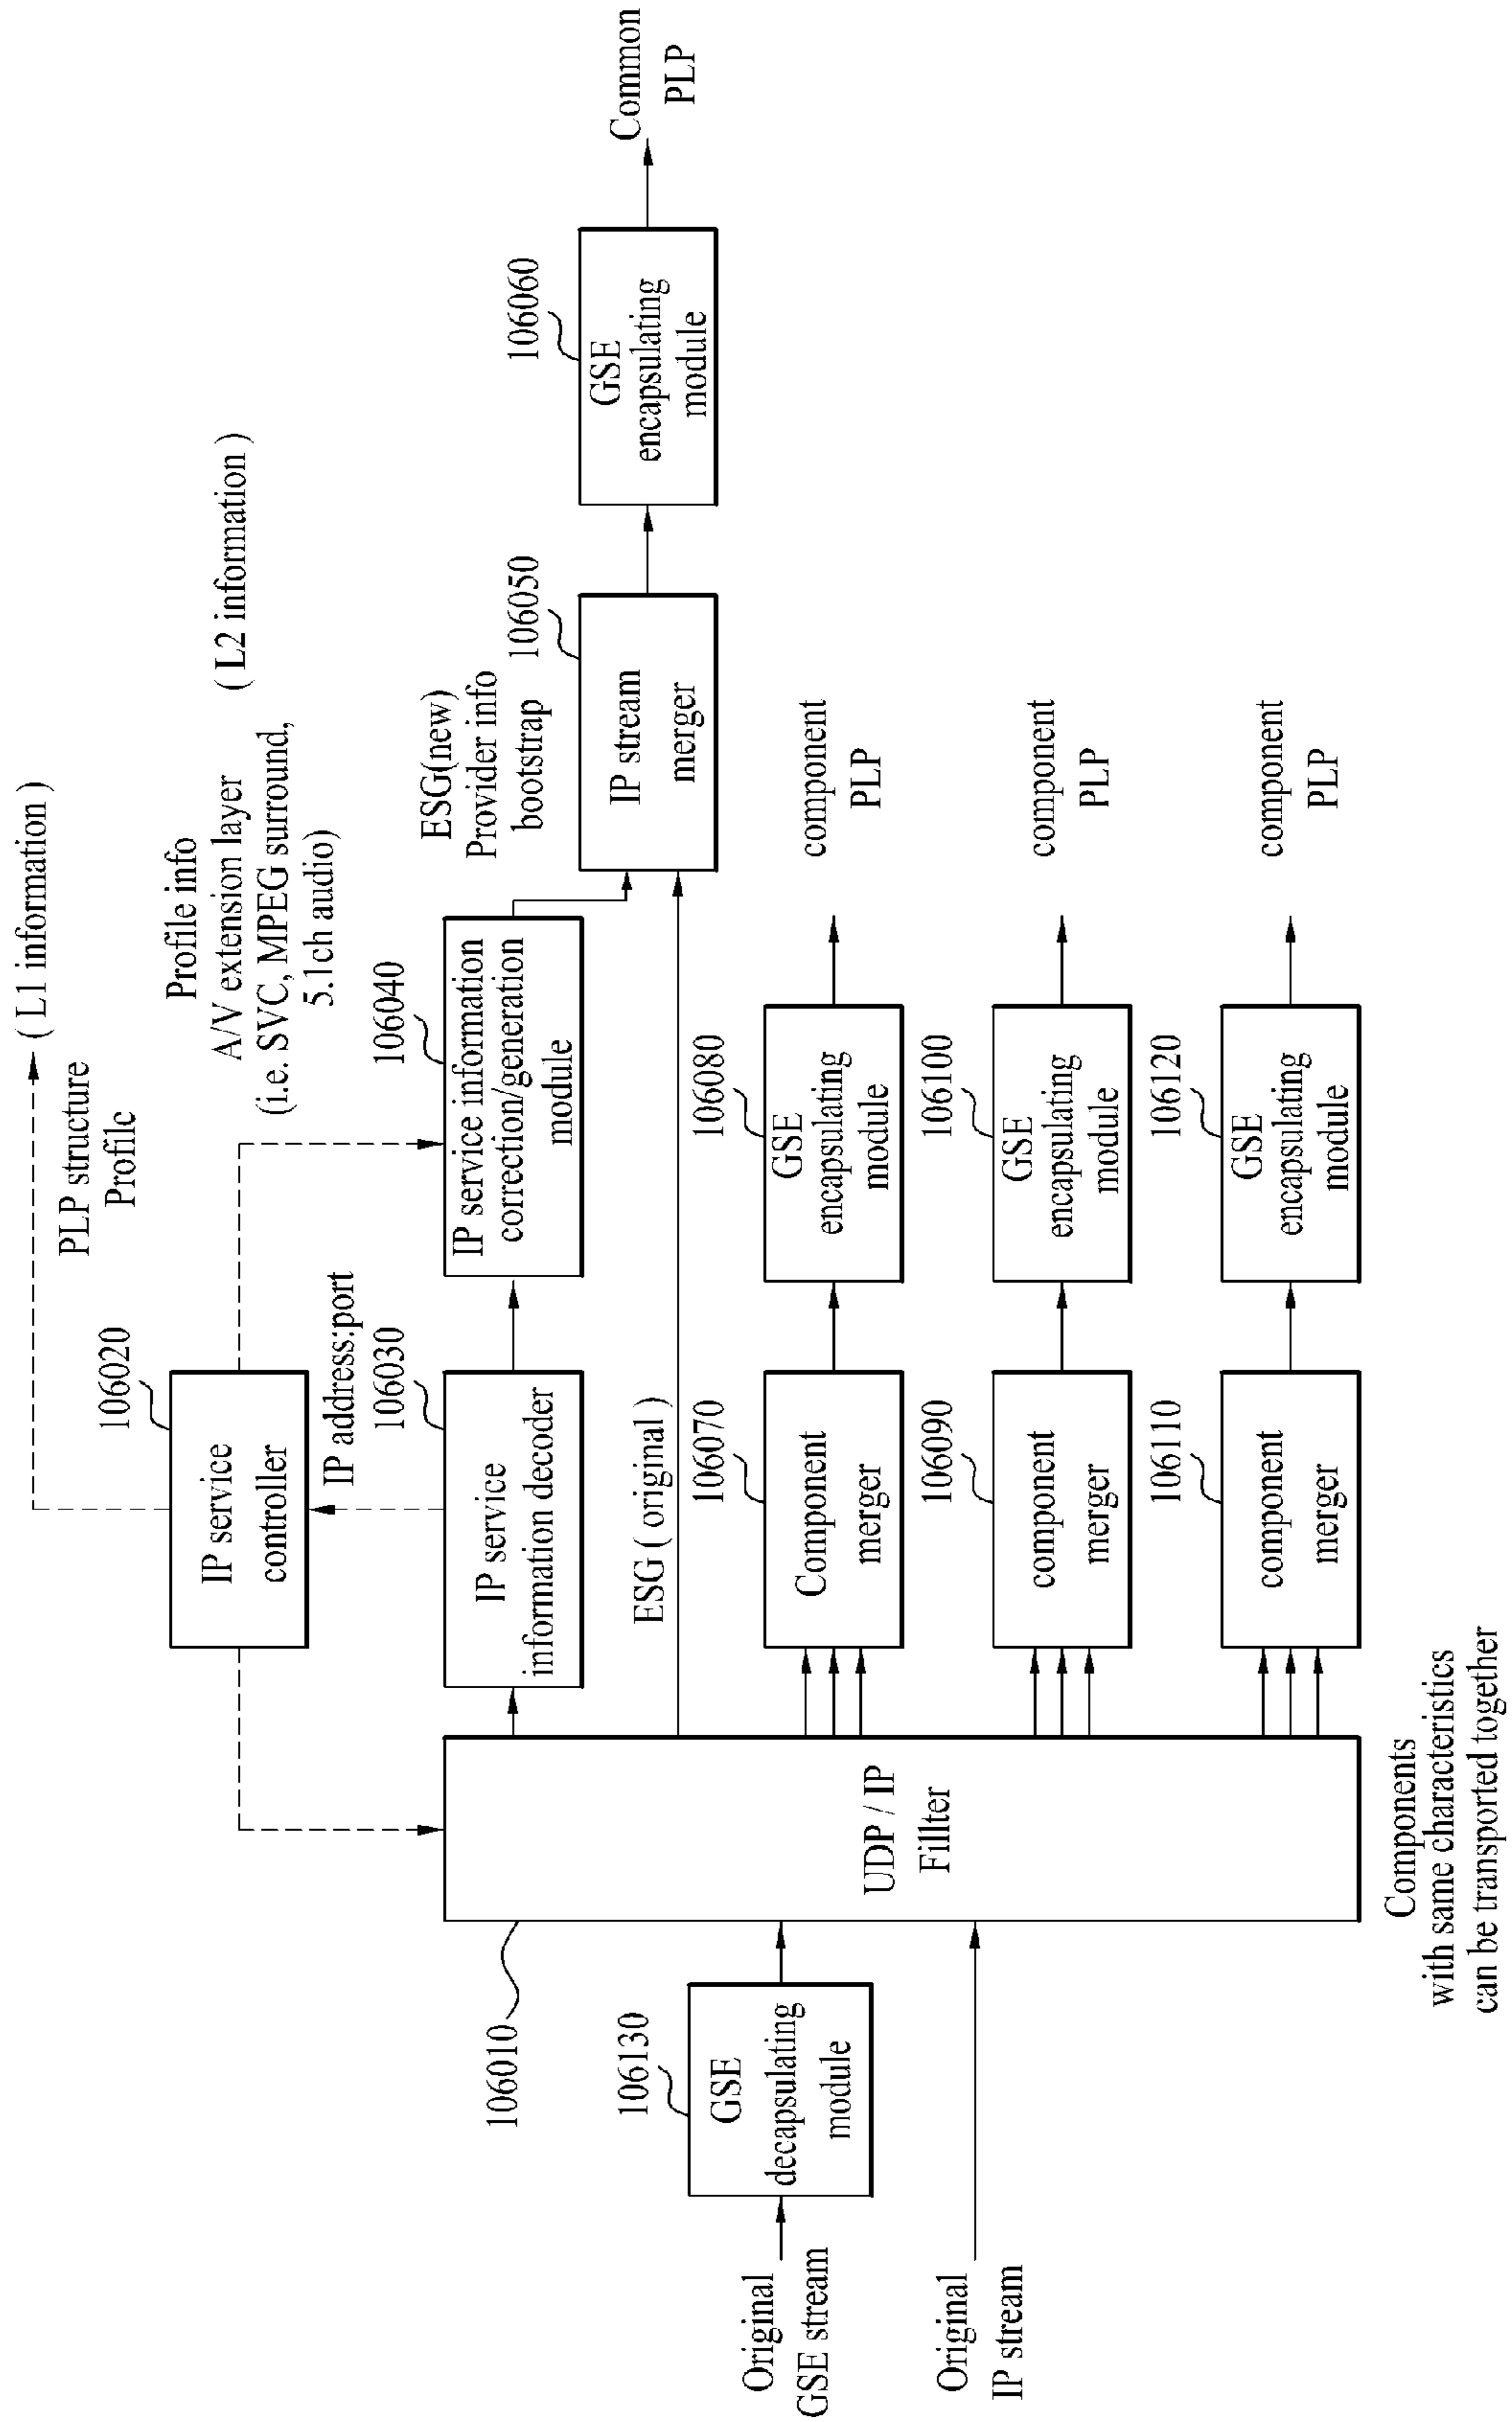 ( L1 information )
PLP structure
Profile
Profile info
A/V extension layer
(i.e. SVC, MPEG surround,
5.1ch audio)
( L2 information )
106020
IP service
controller
IP address:port
106030
IP service
information decoder
106040
IP service information
correction/generation
module
ESG(new)
Provider info
bootstrap
106050
IP stream
merger
106060
GSE
encapsulating
module
Common
PLP
ESG ( original )
106010
UDP / IP
Fillter
106130
GSE
decapsulating
module
Original
GSE stream
Original
IP stream
106070
Component
merger
106080
GSE
encapsulating
module
component
PLP
106090
component
merger
106100
GSE
encapsulating
module
component
PLP
106110
component
merger
106120
GSE
encapsulating
module
component
PLP
Components
with same characteristics
can be transported together